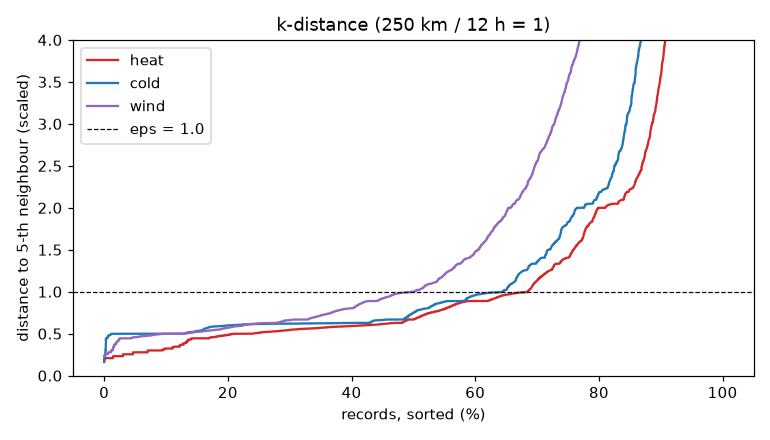 k-distance (250 km / 12 h = 1)
distance to 5-th neighbour (scaled)
4.0
3.5
3.0
2.5
2.0
1.5
1.0
0.5
0.0
heat
cold
wind
eps = 1.0
0 20 40 60 80 100
records, sorted (%)